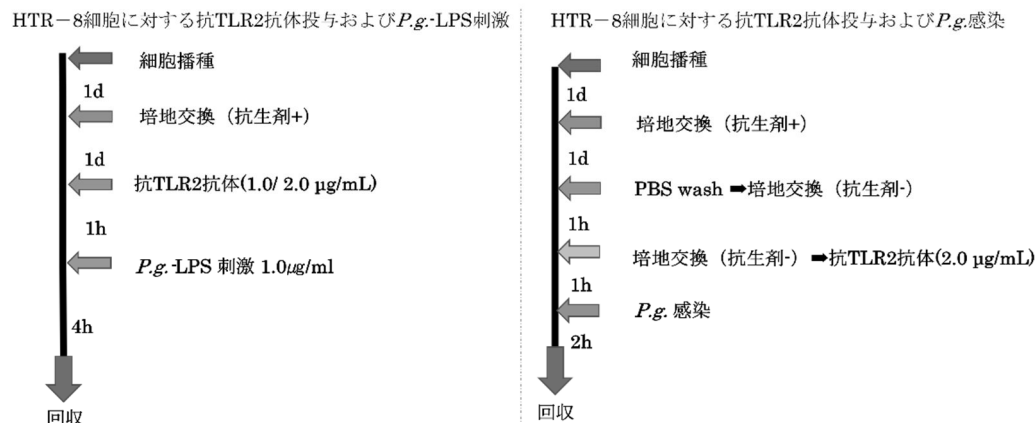 HTR－8細胞に対する抗TLR2抗体投与およびP.g.-LPS刺激
細胞播種
1d
培地交換（抗生剤+）
1d
抗TLR2抗体(1.0/ 2.0 µg/mL)
1h
P.g.-LPS 刺激 1.0µg/ml
4h
回収
HTR－8細胞に対する抗TLR2抗体投与およびP.g.感染
細胞播種
1d
培地交換（抗生剤+）
1d
PBS wash ➡培地交換（抗生剤-）
1h
培地交換（抗生剤-）➡抗TLR2抗体(2.0 µg/mL)
1h
P.g. 感染
2h
回収